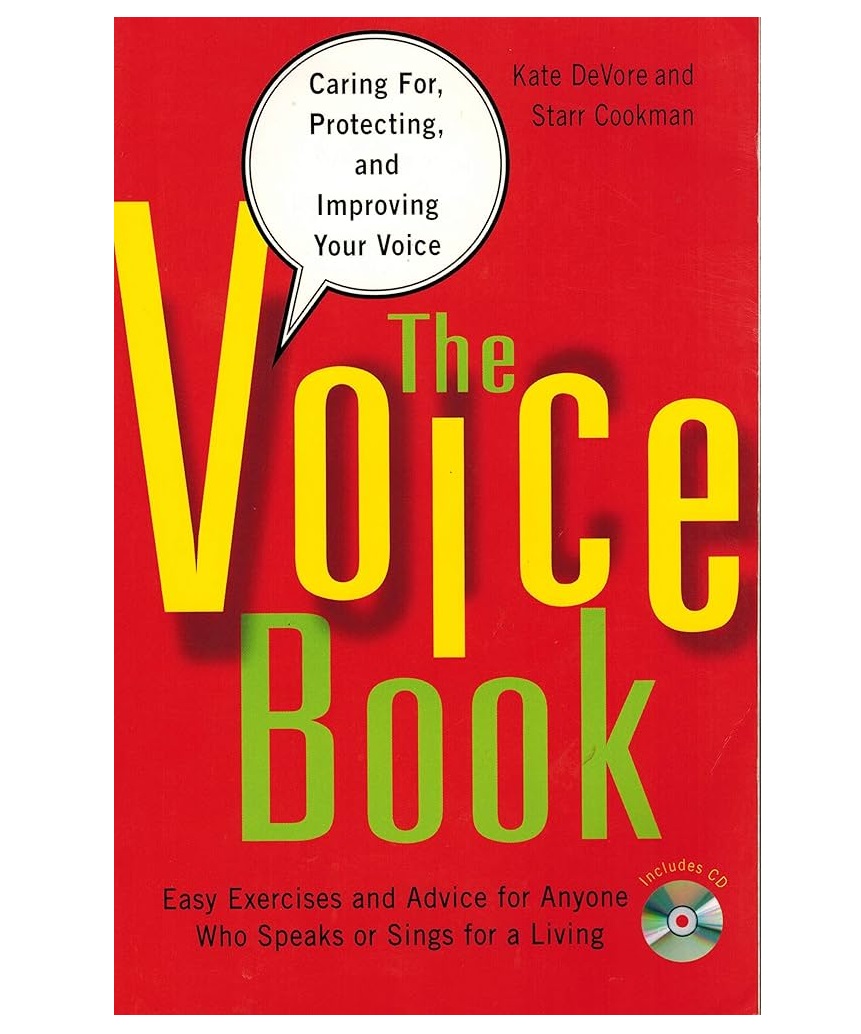 Caring For,
Protecting,
and
Improving
Your Voice
Kate DeVore and
Starr Cookman
The
Voice
Book
Includes CD
Easy Exercises and Advice for Anyone
Who Speaks or Sings for a Living